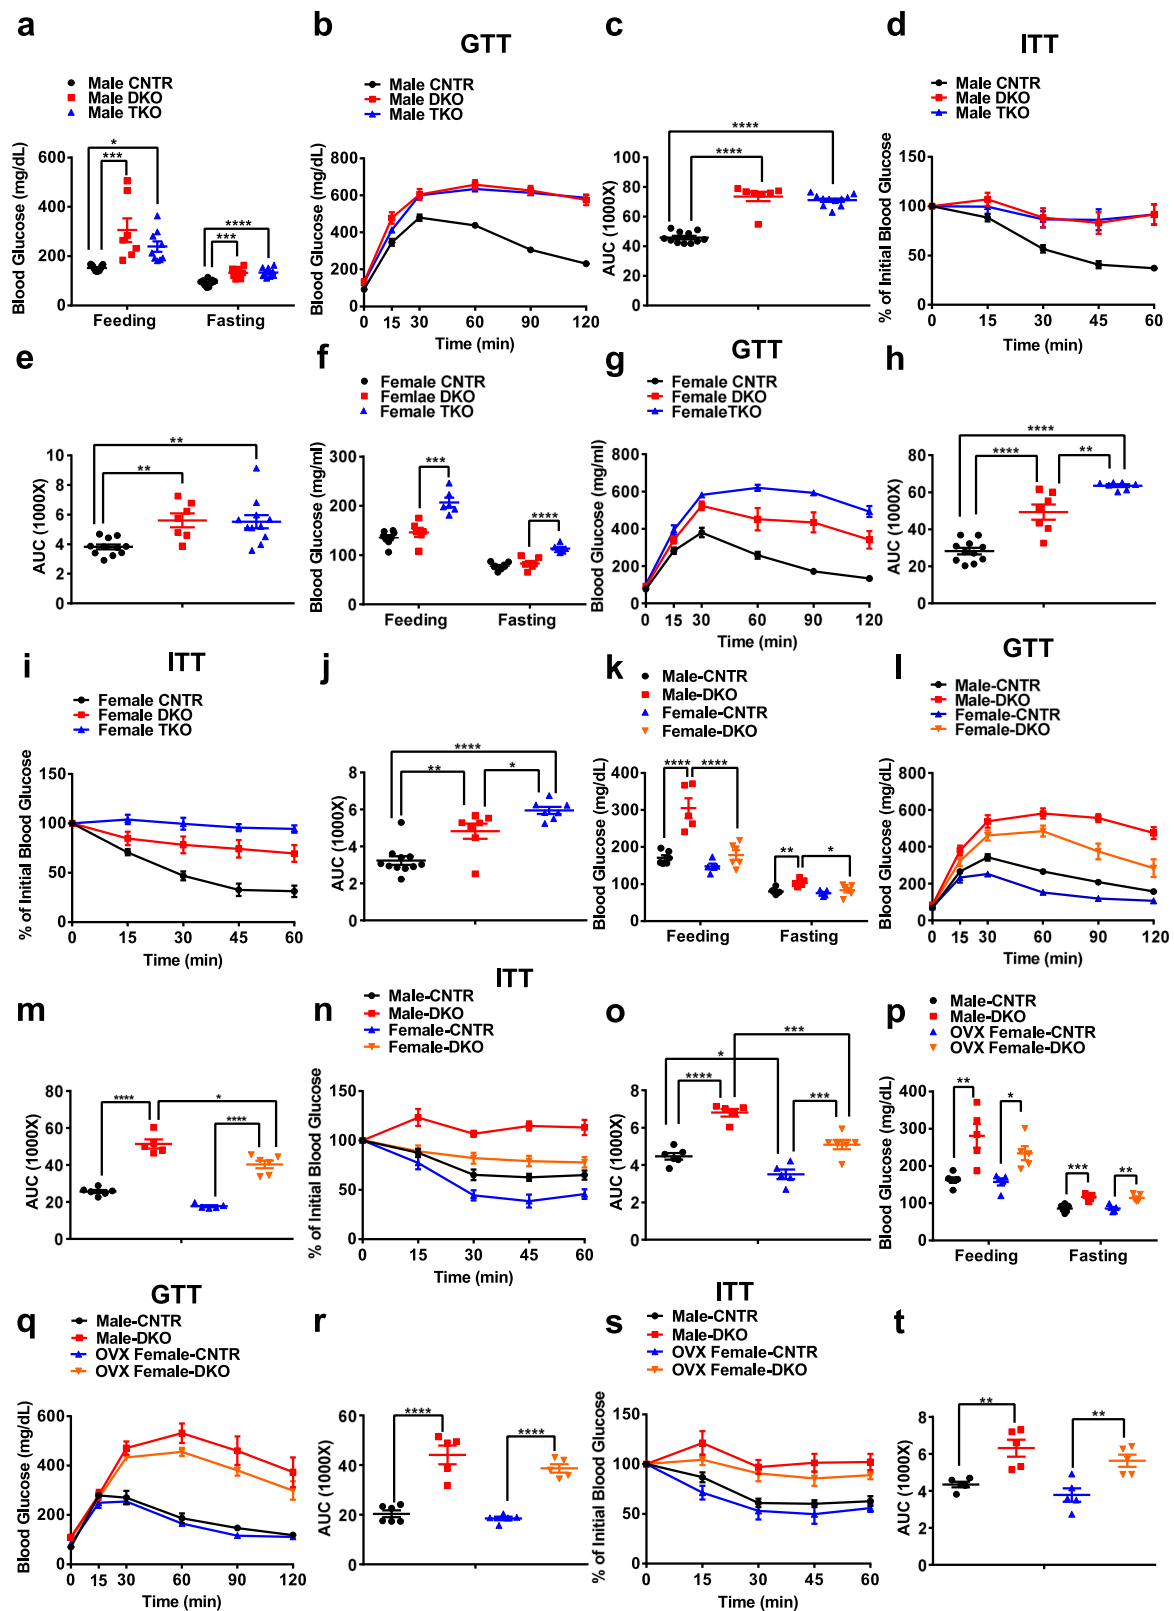 a
Male CNTR
Male DKO
Male TKO
Blood Glucose (mg/dL)
600
400
200
0
*
***
****
***
Feeding
Fasting
b
GTT
Male CNTR
Male DKO
Male TKO
Blood Glucose (mg/dL)
800
600
400
200
0
0 15 30 60 90 120
Time (min)
c
AUC (1000X)
100
80
60
40
20
0
****
****
d
ITT
Male CNTR
Male DKO
Male TKO
% of Initial Blood Glucose
150
100
50
0
0 15 30 45 60
Time (min)
e
AUC (1000X)
10
8
6
4
2
0
**
**
f
Female CNTR
Femlae DKO
Female TKO
Blood Glucose (mg/ml)
300
200
100
0
***
****
Feeding
Fasting
g
GTT
Female CNTR
Female DKO
FemaleTKO
Blood Glucose (mg/ml)
800
600
400
200
0
0 15 30 60 90 120
Time (min)
h
AUC (1000X)
80
60
40
20
0
****
****
**
i
ITT
Female CNTR
Female DKO
Female TKO
% of Initial Blood Glucose
150
100
50
0
0 15 30 45 60
Time (min)
j
AUC (1000X)
8
6
4
2
0
****
**
*
k
Male-CNTR
Male-DKO
Female-CNTR
Female-DKO
Blood Glucose (mg/dL)
400
300
200
100
0
****
****
**
*
Feeding
Fasting
l
GTT
Male-CNTR
Male-DKO
Female-CNTR
Female-DKO
Blood Glucose (mg/dL)
800
600
400
200
0
0 15 30 60 90 120
Time (min)
m
AUC (1000X)
80
60
40
20
0
****
*
****
n
ITT
Male-CNTR
Male-DKO
Female-CNTR
Female-DKO
% of Initial Blood Glucose
150
100
50
0
0 15 30 45 60
Time (min)
o
AUC (1000X)
8
6
4
2
0
***
*
****
***
p
Male-CNTR
Male-DKO
OVX Female-CNTR
OVX Female-DKO
Blood Glucose (mg/dL)
400
300
200
100
0
**
*
***
**
Feeding
Fasting
q
GTT
Male-CNTR
Male-DKO
OVX Female-CNTR
OVX Female-DKO
Blood Glucose (mg/dL)
600
400
200
0
0 15 30 60 90 120
Time (min)
r
AUC (1000X)
60
40
20
0
****
****
s
ITT
Male-CNTR
Male-DKO
OVX Female-CNTR
OVX Female-DKO
% of Initial Blood Glucose
150
100
50
0
0 15 30 45 60
Time (min)
t
AUC (1000X)
8
6
4
2
0
**
**